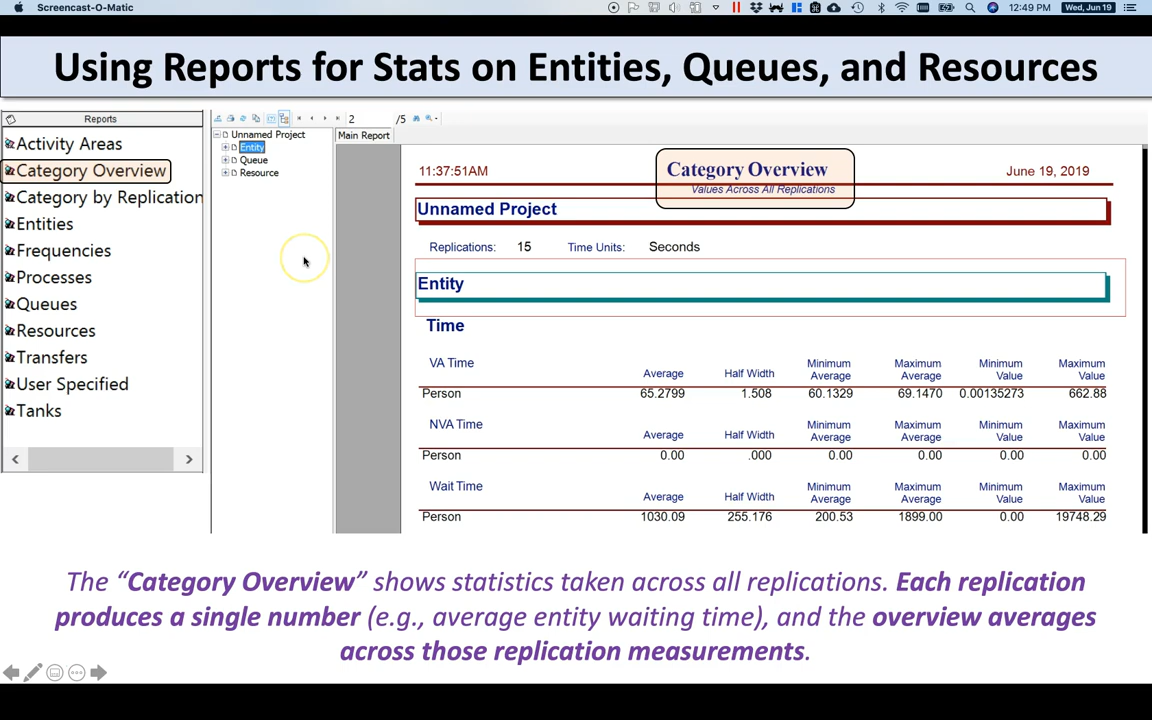 Screencast-O-Matic
12:49 PM Wed, Jun 19
Using Reports for Stats on Entities, Queues, and Resources
Reports
Activity Areas
Category Overview
Category by Replication
Entities
Frequencies
Processes
Queues
Resources
Transfers
User Specified
Tanks
2 /5
Unnamed Project
Entity
Queue
Resource
Main Report
11:37:51AM Category Overview June 19, 2019
Values Across All Replications
Unnamed Project
Replications: 15 Time Units: Seconds
Entity
Time
VA Time Average Half Width Minimum Average Maximum Average Minimum Value Maximum Value
Person 65.2799 1.508 60.1329 69.1470 0.00135273 662.88
NVA Time Average Half Width Minimum Average Maximum Average Minimum Value Maximum Value
Person 0.00 .000 0.00 0.00 0.00 0.00
Wait Time Average Half Width Minimum Average Maximum Average Minimum Value Maximum Value
Person 1030.09 255.176 200.53 1899.00 0.00 19748.29
The “Category Overview” shows statistics taken across all replications. Each replication
produces a single number (e.g., average entity waiting time), and the overview averages
across those replication measurements.